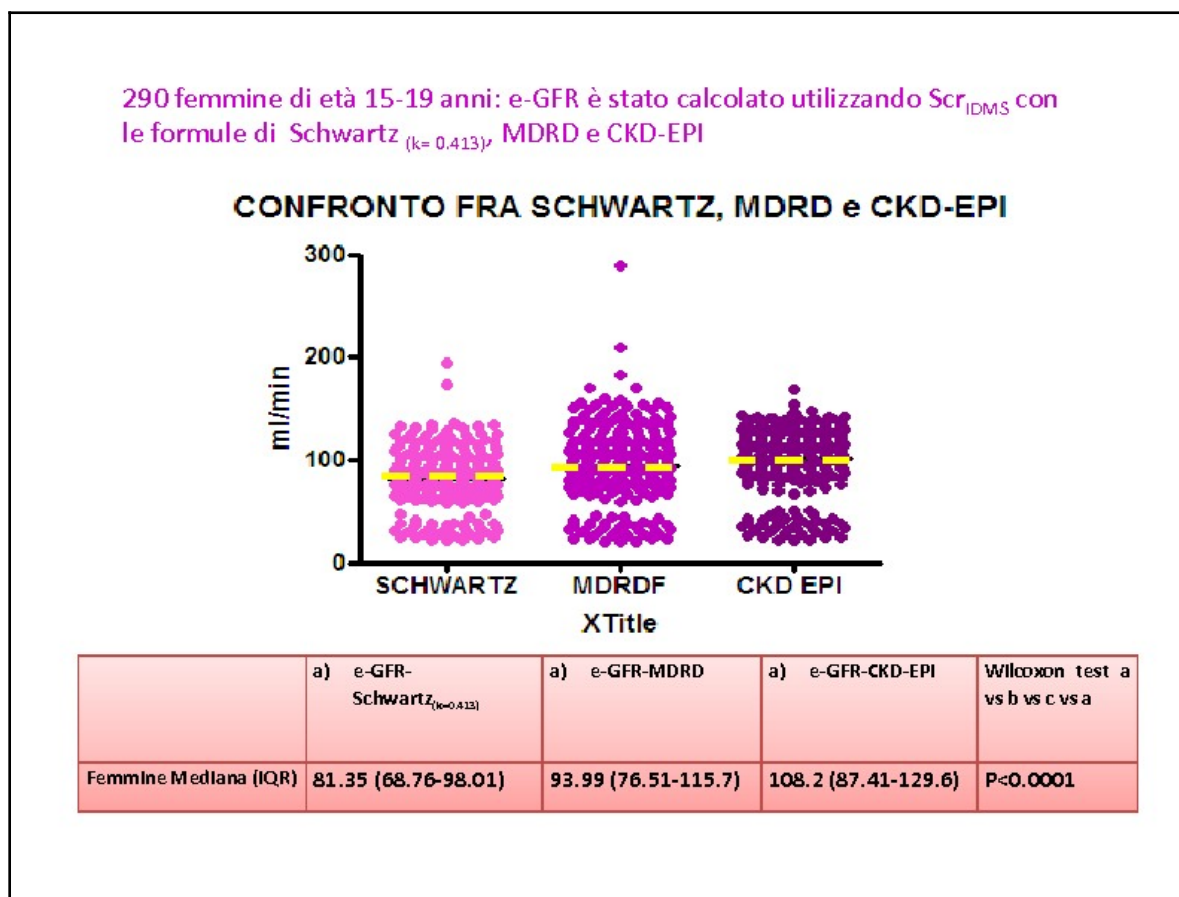 290 femmine di età 15-19 anni: e-GFR è stato calcolato utilizzando Scr IDMS con
le formule di Schwartz (k= 0.413), MDRD e CKD-EPI
CONFRONTO FRA SCHWARTZ, MDRD e CKD-EPI
300
200
100
0
ml/min
SCHWARTZ MDRDF CKD EPI
XTitle
a) e-GFR-
Schwartz(k=0.413)
a) e-GFR-MDRD
a) e-GFR-CKD-EPI
Wilcoxon test a
vs b vs c vs a
Femmine Mediana (IQR) 81.35 (68.76-98.01) 93.99 (76.51-115.7) 108.2 (87.41-129.6) P<0.0001